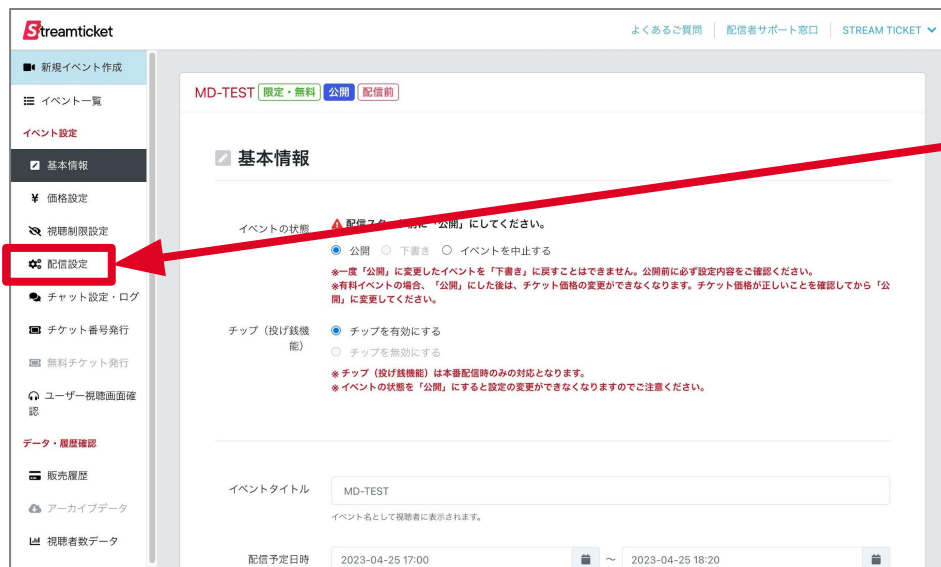 Streamticket
よくあるご質問
配信者サポート窓口
STREAM TICKET
新規イベント作成
イベント一覧
イベント設定
基本情報
価格設定
視聴制限設定
配信設定
チャット設定・ログ
チケット番号発行
無料チケット発行
ユーザー視聴画面確
認
データ・履歴確認
販売履歴
アーカイブデータ
視聴者数データ
MD-TEST 限定・無料 公開 配信前
基本情報
イベントの状態
配信スタ 前に「公開」にしてください。
公開 下書き イベントを中止する
※一度「公開」に変更したイベントを「下書き」に戻すことはできません。公開前に必ず設定内容をご確認ください。
※有料イベントの場合、「公開」にした後は、チケット価格の変更ができなくなります。チケット価格が正しいことを確認してから「公
開」に変更してください。
チップ（投げ銭機
能）
チップを有効にする
チップを無効にする
※ チップ（投げ銭機能）は本番配信時のみの対応となります。
※ イベントの状態を「公開」にすると設定の変更ができなくなりますのでご注意ください。
イベントタイトル
MD-TEST
イベント名として視聴者に表示されます。
配信予定日時
2023-04-25 17:00 ～ 2023-04-25 18:20